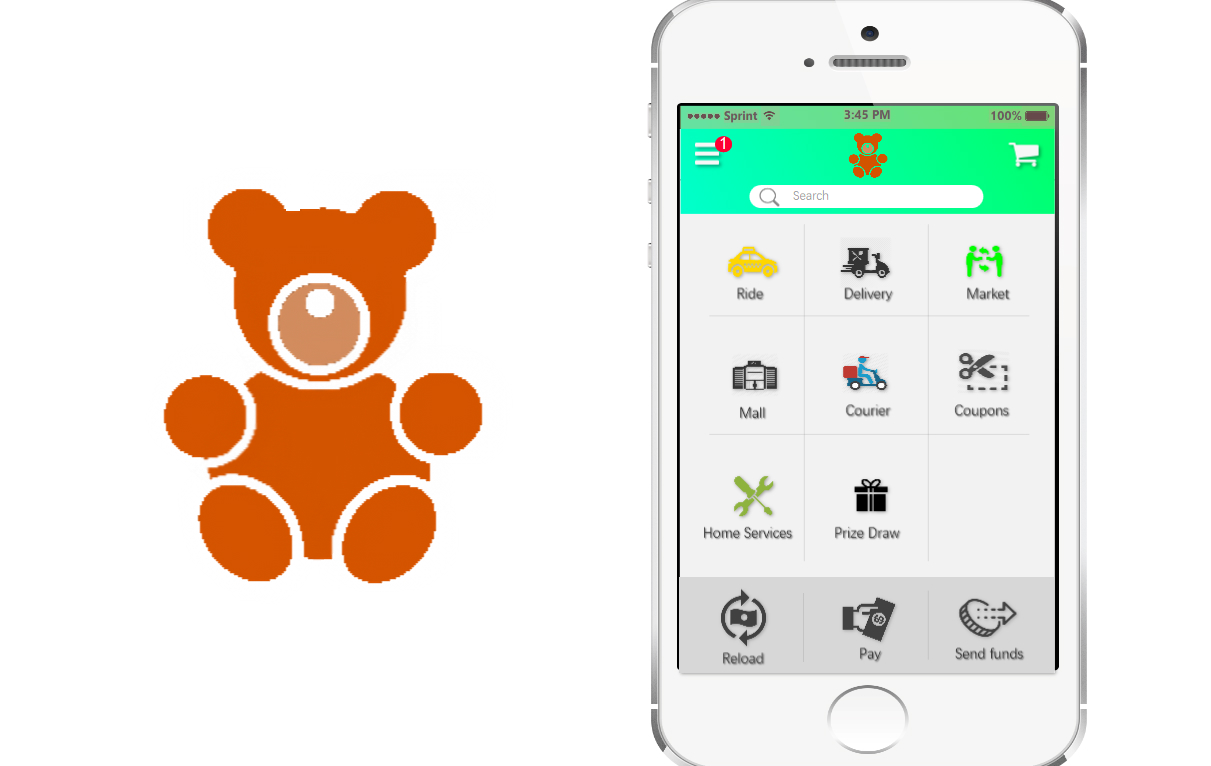 Sprint 3:45 PM 100%
1
Search
Ride Delivery Market
Mall Courier Coupons
Home Services Prize Draw
Reload Pay Send funds